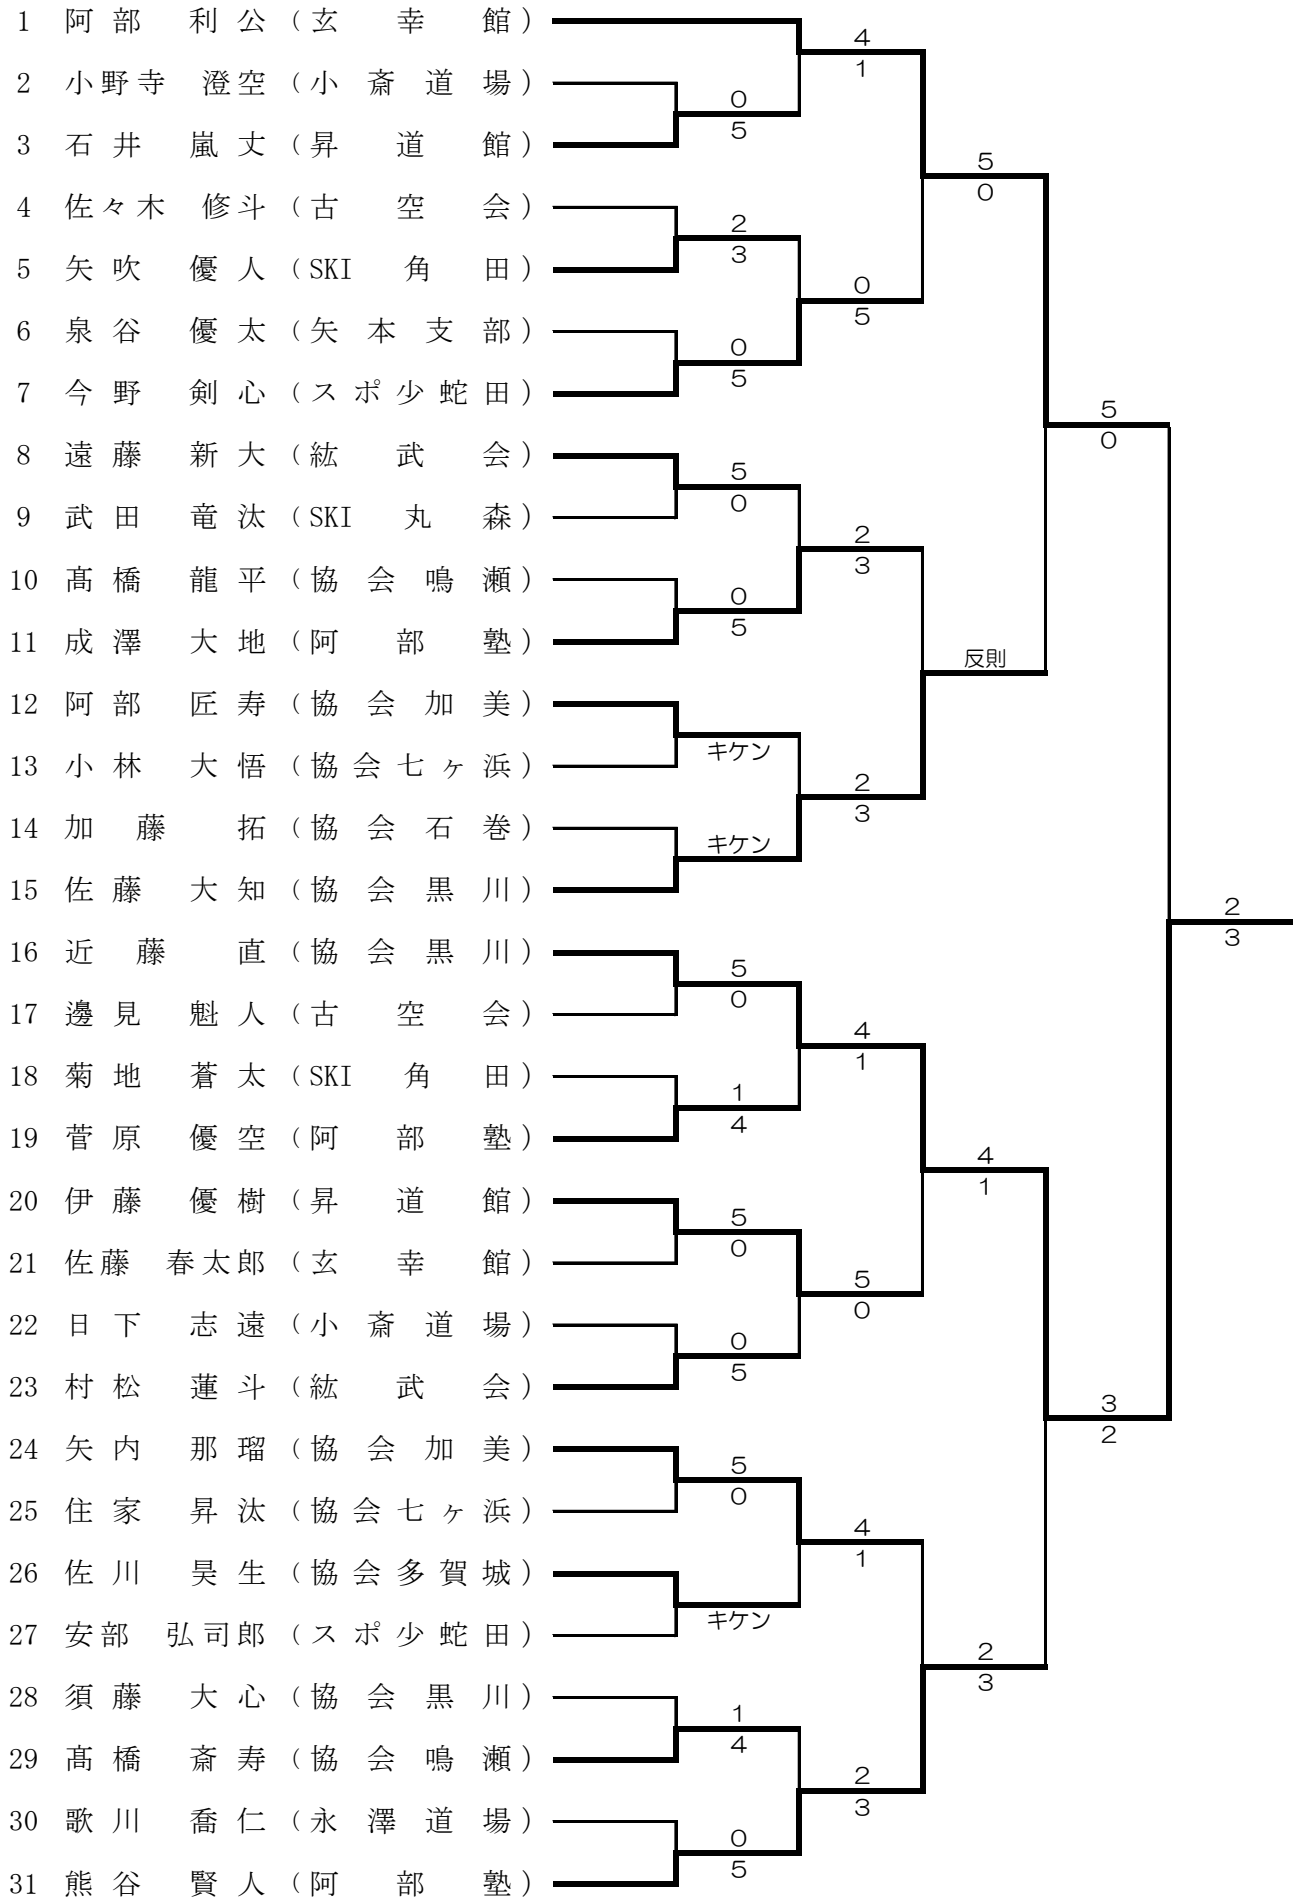 1 阿部 利公 (玄幸館)
4
1
2 小野寺 澄空 (小斎道場)
0
5
3 石井 嵐丈 (昇道館)
5
0
4 佐々木 修斗 (古空会)
2
3
5 矢吹 優人 (SKI 角田)
0
5
6 泉谷 優太 (矢本支部)
0
5
7 今野 剣心 (スポ少蛇田)
5
0
8 遠藤 新大 (紘武会)
5
0
9 武田 竜汰 (SKI 丸森)
2
3
10 髙橋 龍平 (協会鳴瀬)
0
5
11 成澤 大地 (阿部塾)
反則
12 阿部 匠寿 (協会加美)
キケン
13 小林 大悟 (協会七ヶ浜)
2
3
14 加藤 拓 (協会石巻)
キケン
15 佐藤 大知 (協会黒川)
2
3
16 近藤 直 (協会黒川)
5
0
17 邊見 魁人 (古空会)
4
1
18 菊地 蒼太 (SKI 角田)
1
4
19 菅原 優空 (阿部塾)
4
1
20 伊藤 優樹 (昇道館)
5
0
21 佐藤 春太郎 (玄幸館)
5
0
22 日下 志遠 (小斎道場)
0
5
23 村松 蓮斗 (紘武会)
3
2
24 矢内 那瑠 (協会加美)
5
0
25 住家 昇汰 (協会七ヶ浜)
4
1
26 佐川 昊生 (協会多賀城)
キケン
27 安部 弘司郎 (スポ少蛇田)
2
3
28 須藤 大心 (協会黒川)
1
4
29 髙橋 斎寿 (協会鳴瀬)
2
3
30 歌川 喬仁 (永澤道場)
0
5
31 熊谷 賢人 (阿部塾)